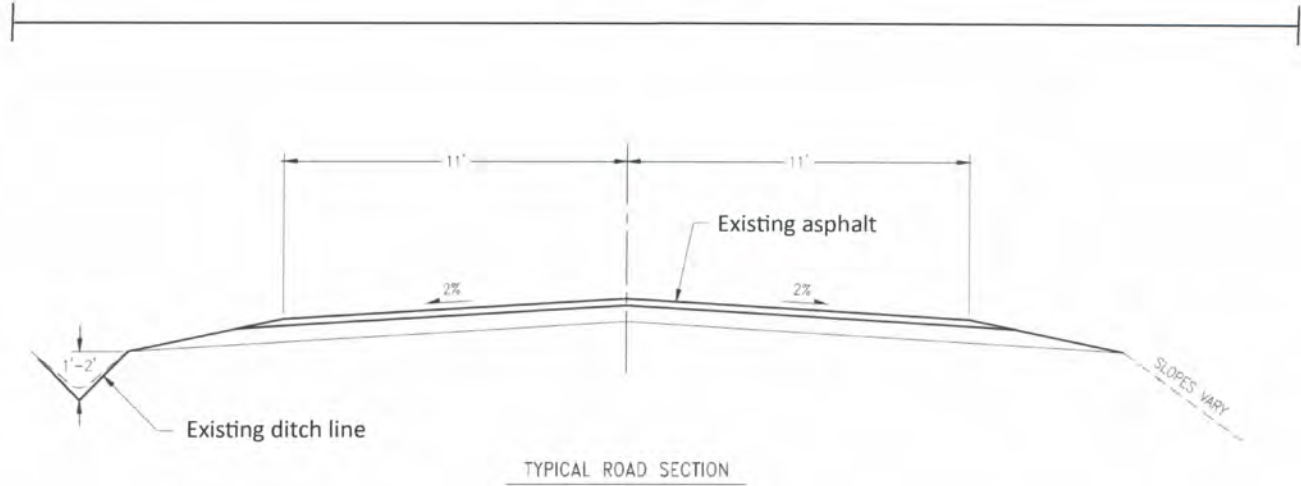 11'
11'
Existing asphalt
2%
2%
1'-2'
SLOPES VARY
Existing ditch line
TYPICAL ROAD SECTION